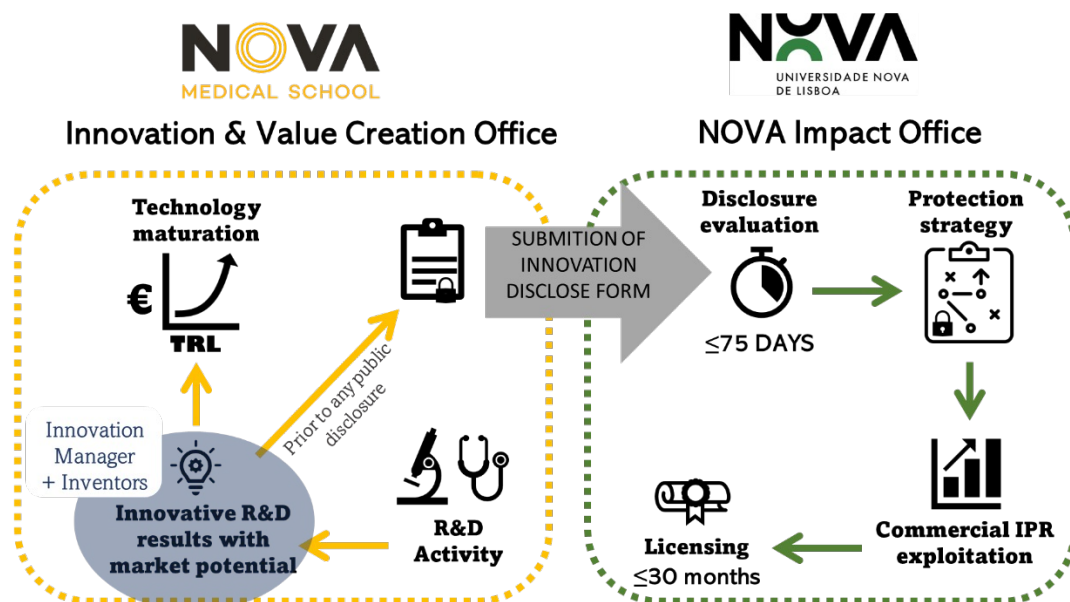 NOVA
MEDICAL SCHOOL
Innovation & Value Creation Office
Technology
maturation
€
TRL
Prior to any public
disclosure
Innovation
Manager
+ Inventors
Innovative R&D
results with
market potential
R&D
Activity
SUBMITION OF
INNOVATION
DISCLOSE FORM
NOVA
UNIVERSIDADE NOVA
DE LISBOA
NOVA Impact Office
Disclosure
evaluation
≤75 DAYS
Protection
strategy
Commercial IPR
exploitation
Licensing
≤30 months